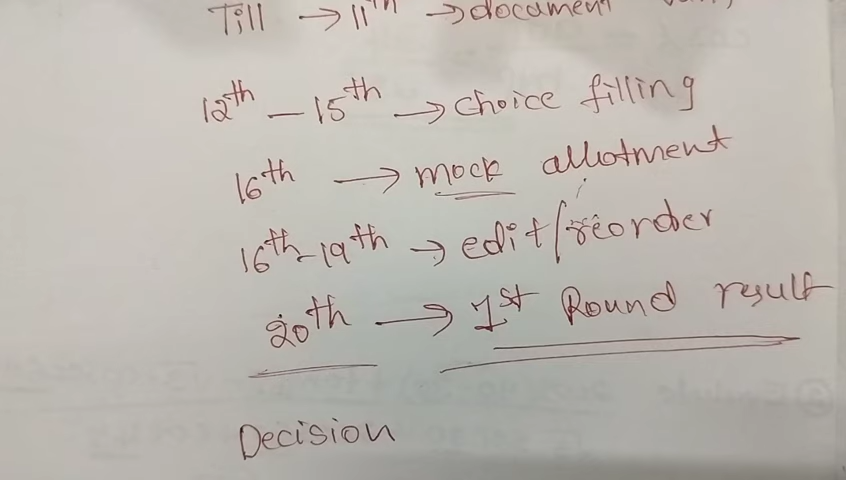 Till → 11th → document
12th – 15th → choice filling
16th → mock allotment
16th-19th → edit/reorder
20th → 1st Round result
Decision